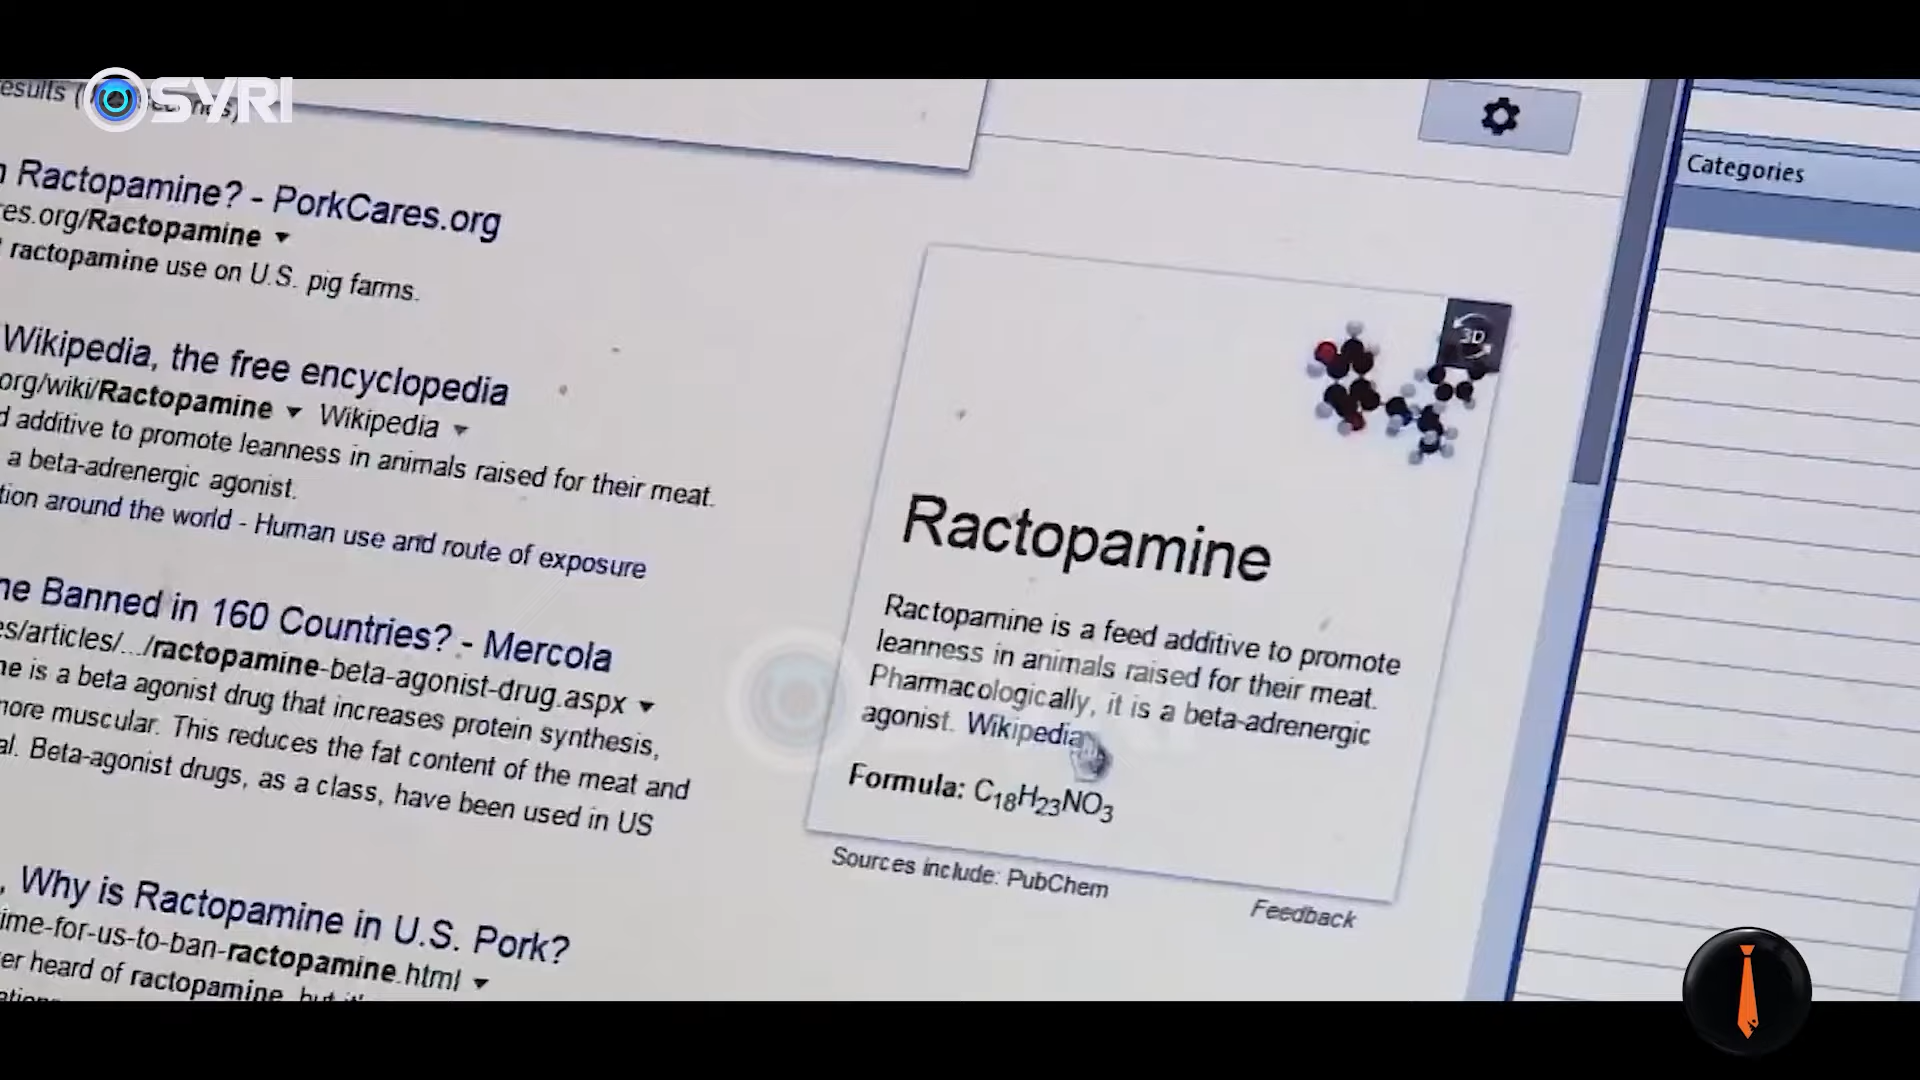 SYRI
esults (
Ractopamine? - PorkCares.org
es.org/Ractopamine
ractopamine use on U.S. pig farms.
Wikipedia, the free encyclopedia
org/wiki/Ractopamine Wikipedia
d additive to promote leanness in animals raised for their meat.
a beta-adrenergic agonist.
tion around the world - Human use and route of exposure
ne Banned in 160 Countries? - Mercola
es/articles/.../ractopamine-beta-agonist-drug.aspx
ne is a beta agonist drug that increases protein synthesis,
nore muscular. This reduces the fat content of the meat and
al. Beta-agonist drugs, as a class, have been used in US
, Why is Ractopamine in U.S. Pork?
ime-for-us-to-ban-ractopamine.html
er heard of ractopamine,
3D
Ractopamine
Ractopamine is a feed additive to promote
leanness in animals raised for their meat.
Pharmacologically, it is a beta-adrenergic
agonist. Wikipedia
Formula: C18H23NO3
Sources include: PubChem
Feedback
Categories